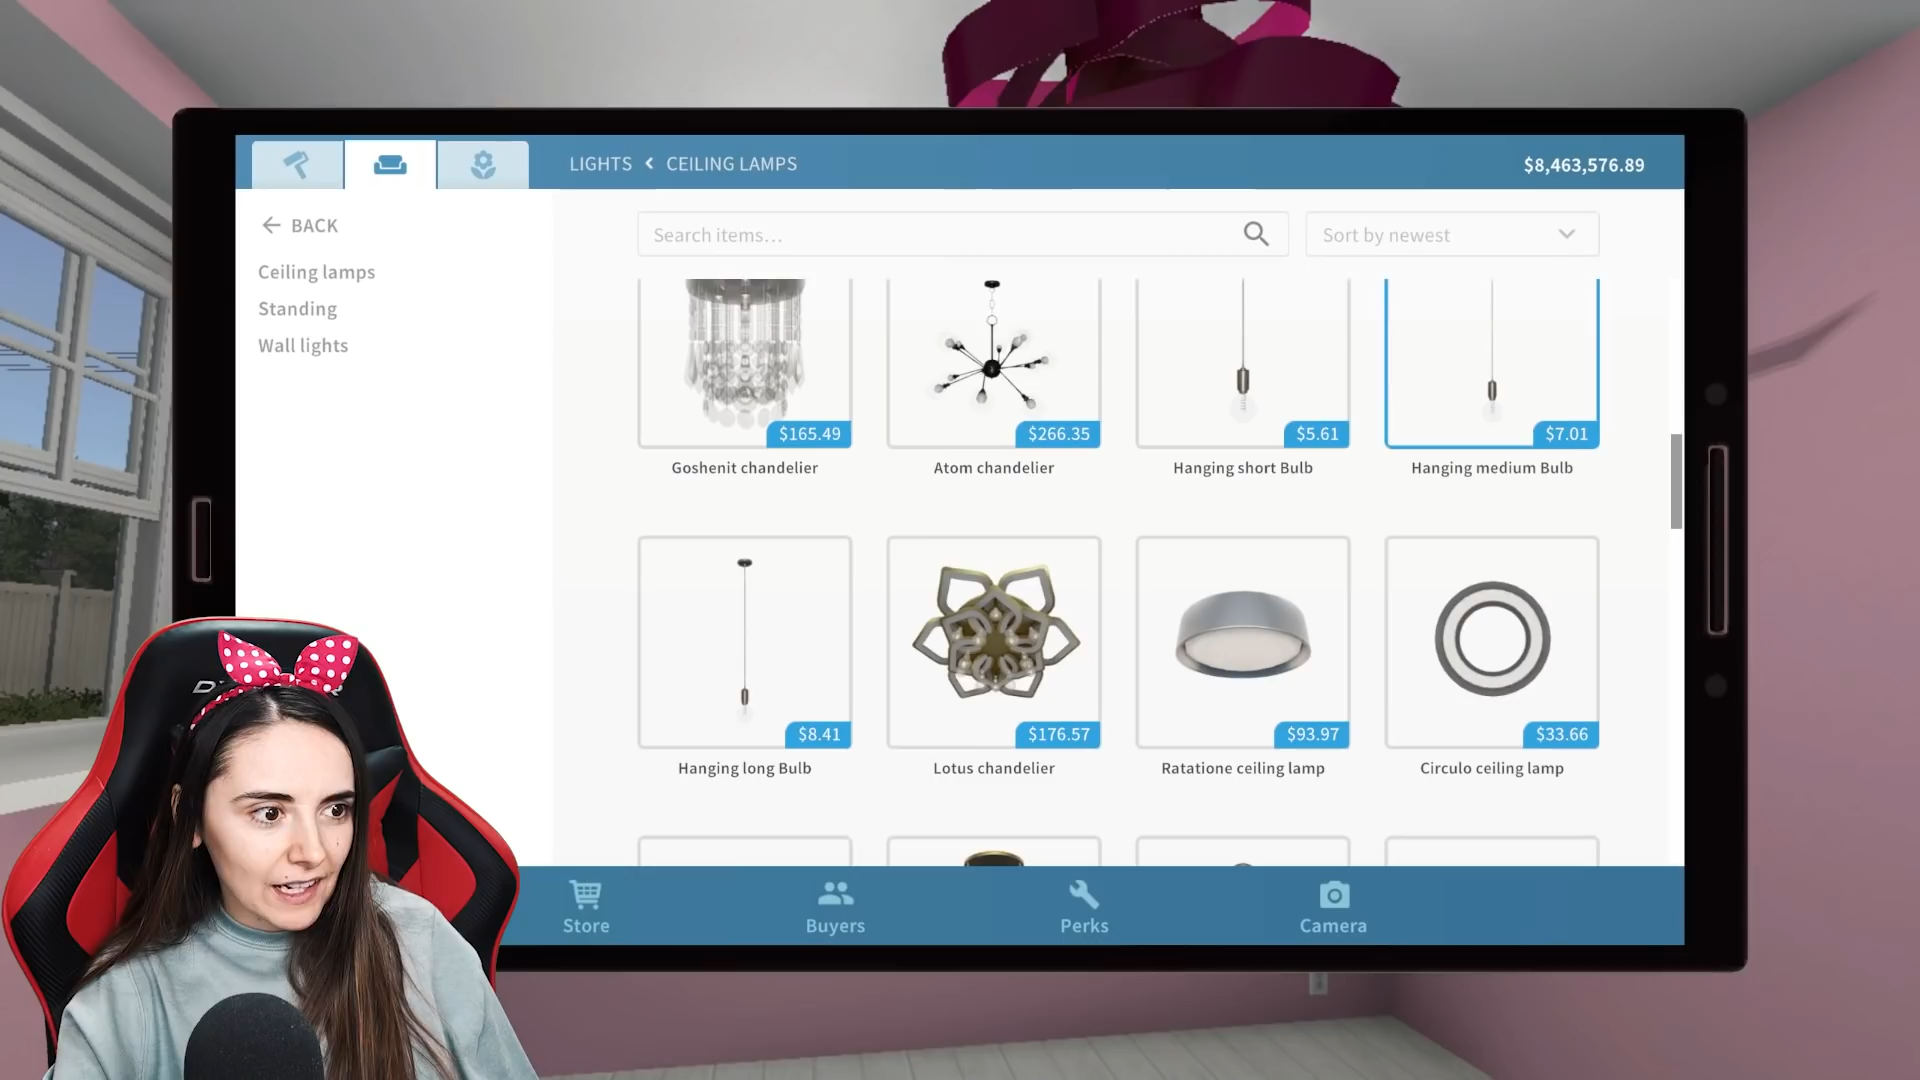 LIGHTS < CEILING LAMPS
$8,463,576.89
BACK
Ceiling lamps
Standing
Wall lights
Search items...
Sort by newest
$165.49
$266.35
$5.61
$7.01
Goshenit chandelier
Atom chandelier
Hanging short Bulb
Hanging medium Bulb
$8.41
$176.57
$93.97
$33.66
Hanging long Bulb
Lotus chandelier
Ratatione ceiling lamp
Circulo ceiling lamp
Store
Buyers
Perks
Camera